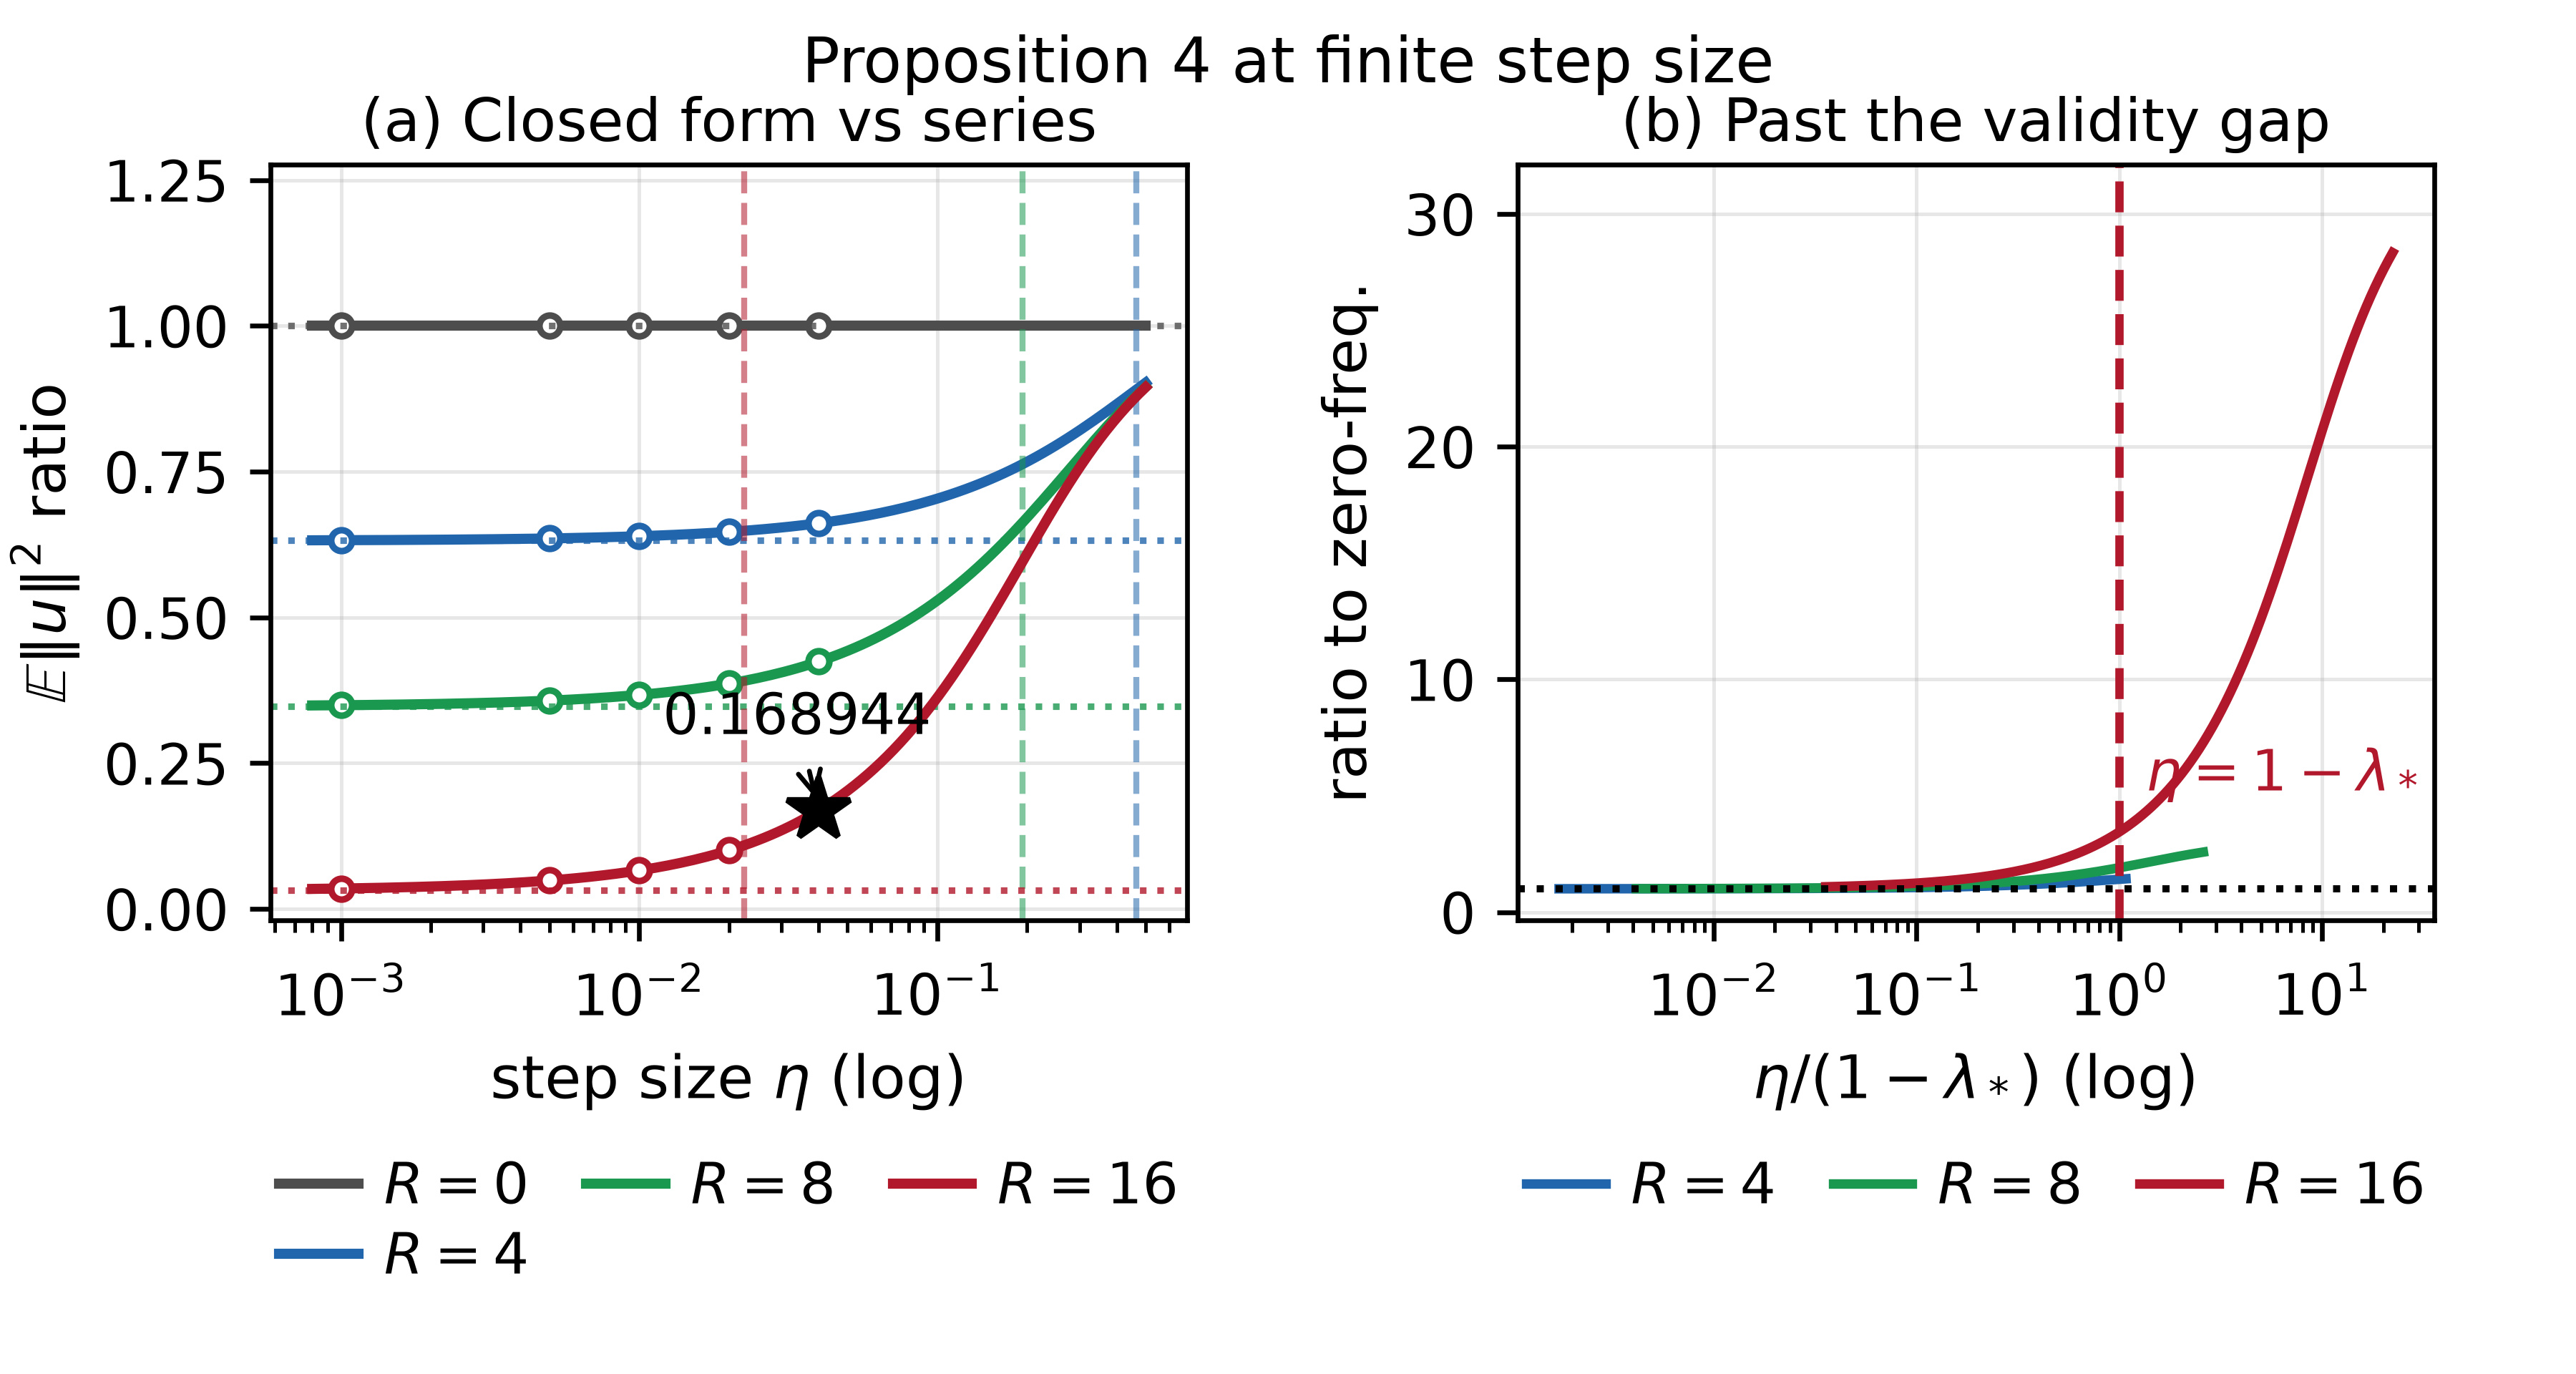 Proposition 4 at finite step size
(a) Closed form vs series
1.25
1.00
0.75
0.50
0.25
0.00
𝔼‖u‖² ratio
0.168944
10⁻³ 10⁻² 10⁻¹
step size η (log)
R = 0 R = 8 R = 16
R = 4
(b) Past the validity gap
30
20
10
0
ratio to zero-freq.
η = 1 − λ∗
10⁻² 10⁻¹ 10⁰ 10¹
η/(1 − λ∗) (log)
R = 4 R = 8 R = 16